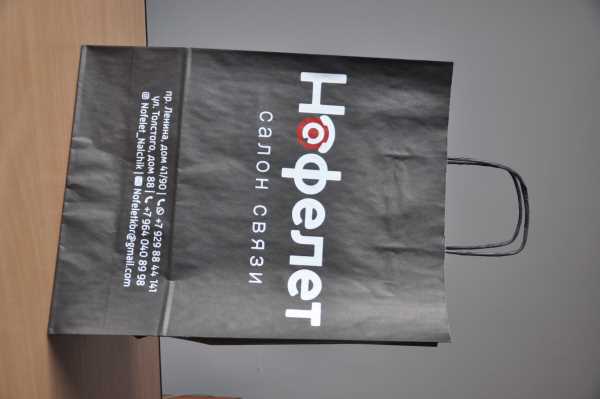 Нофелет
салон связи
пр. Ленина, дом 41/90 | +7 929 88 44 141
ул. Толстого, дом 88 | +7 964 040 89 98
Nofelet_Nalchik | Nofeletkbr@gmail.com